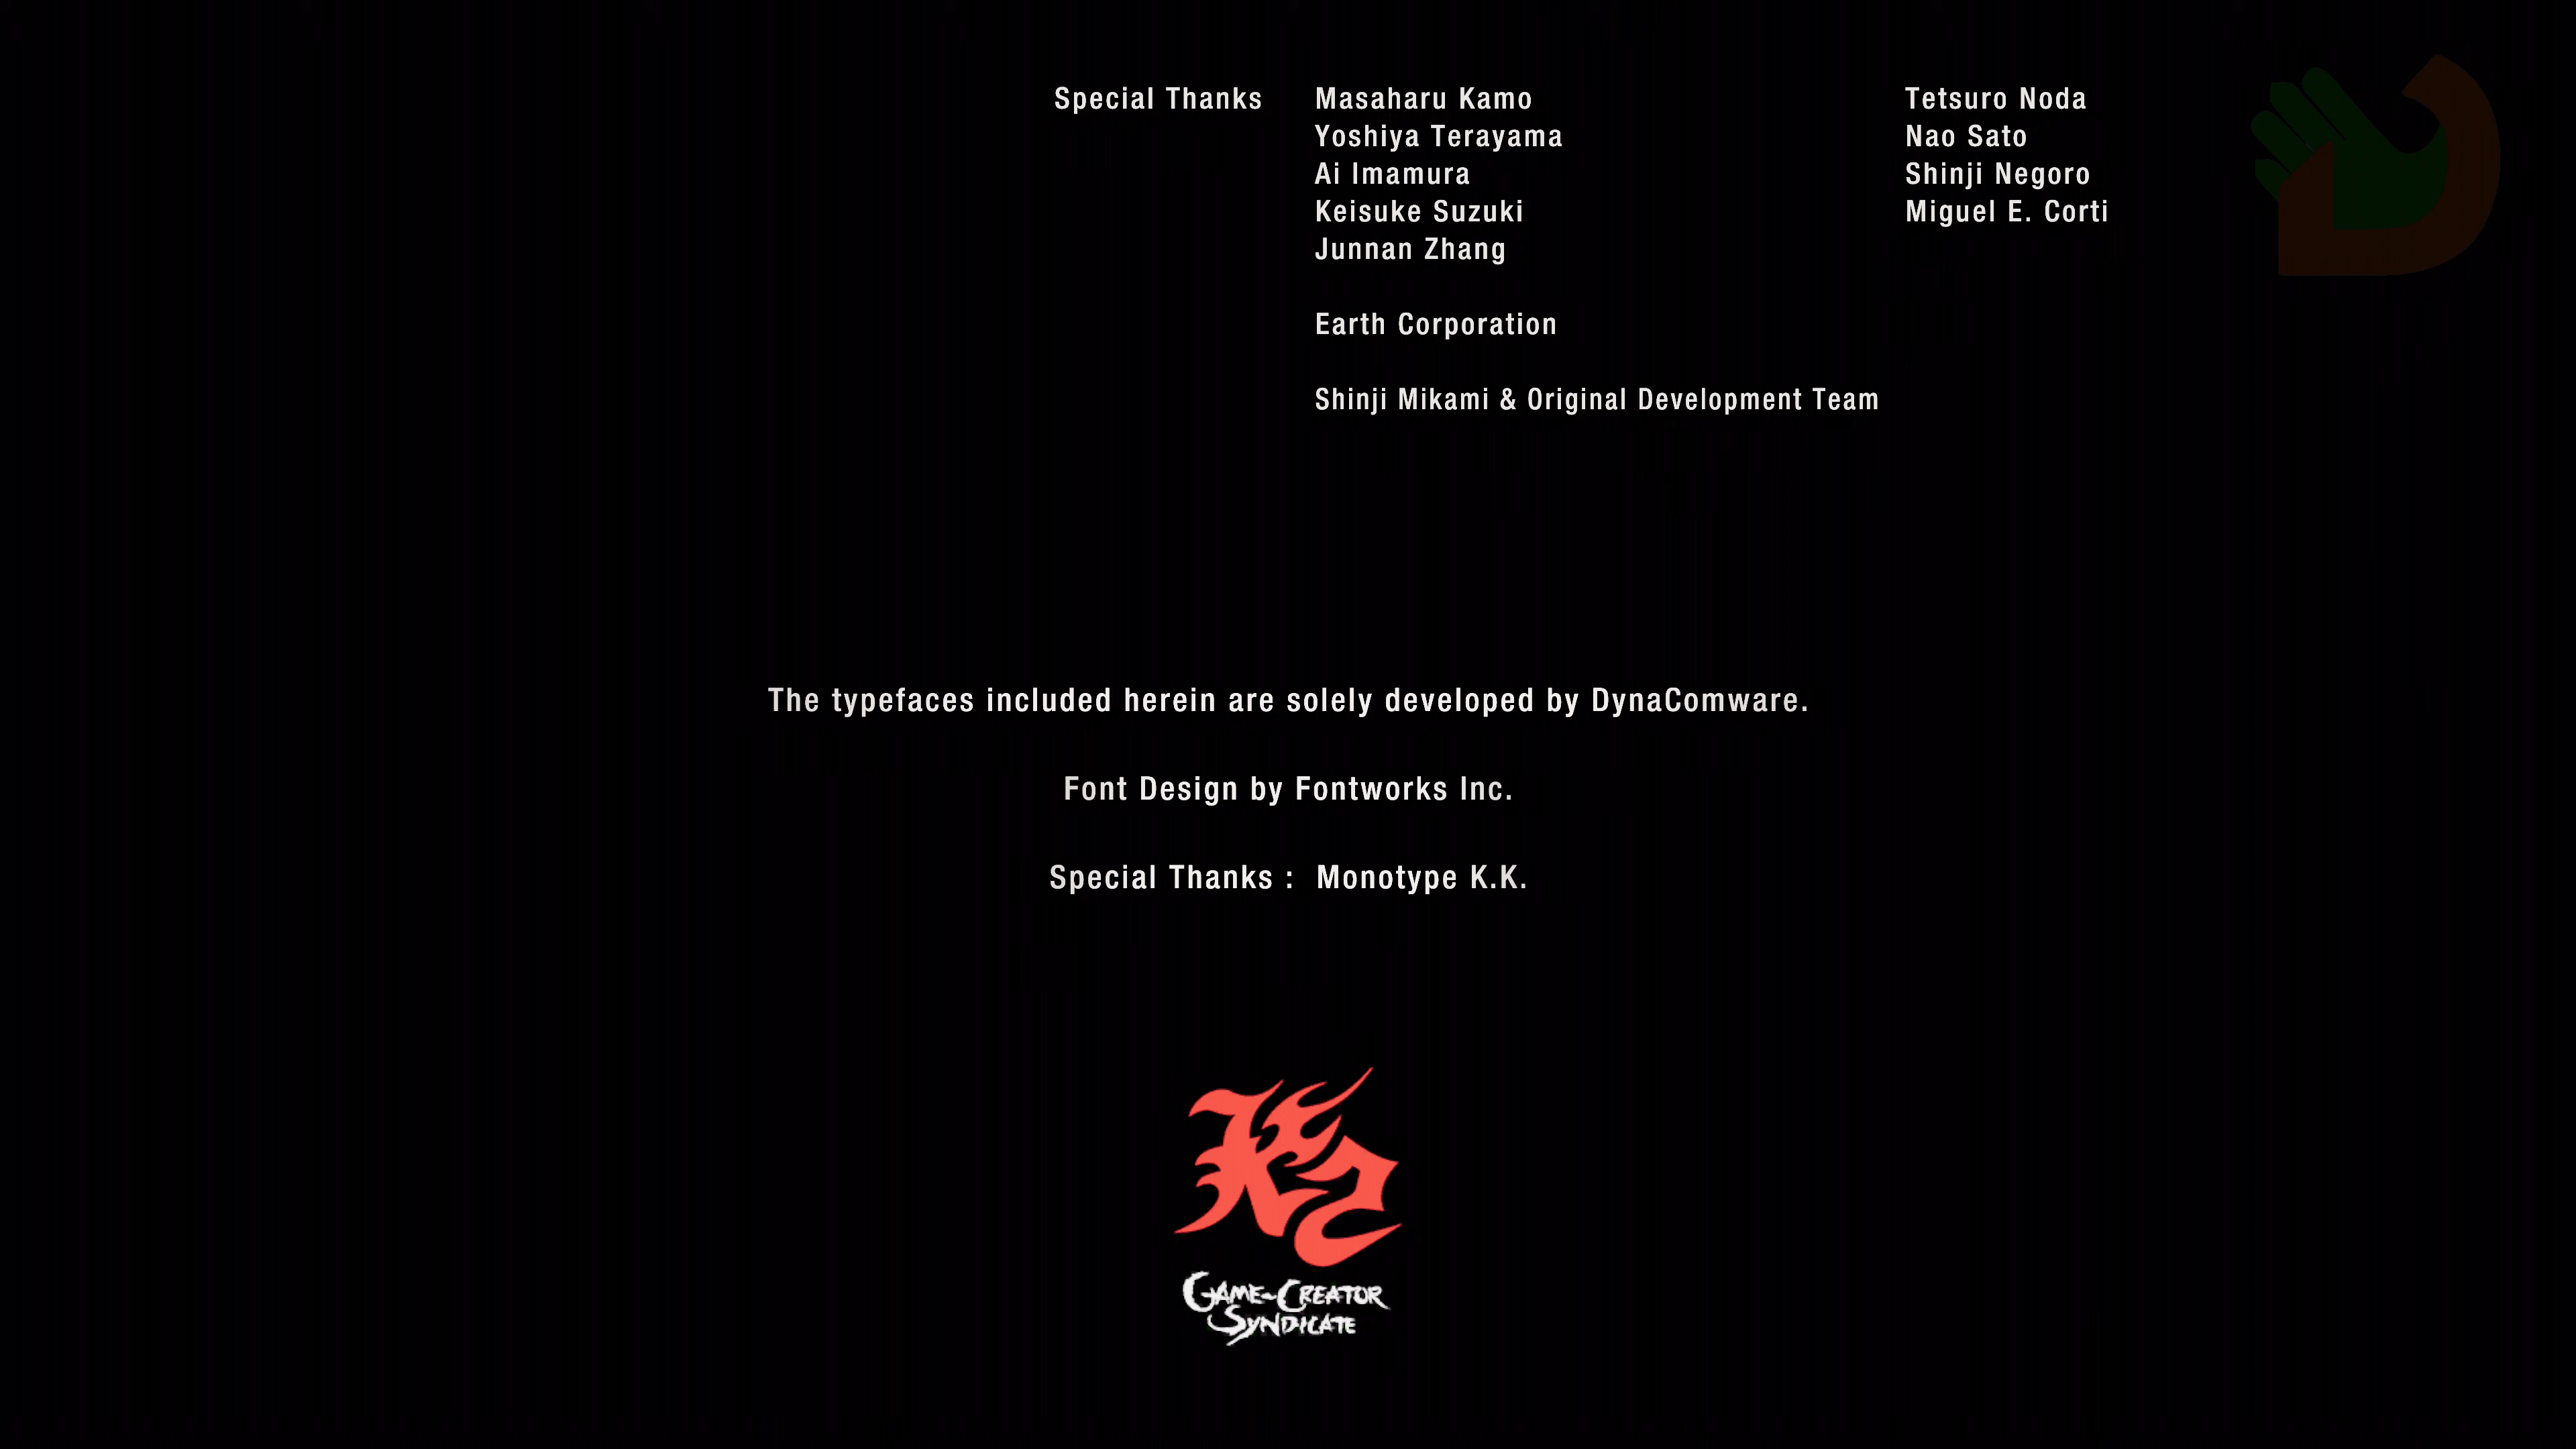 Special Thanks
Masaharu Kamo
Yoshiya Terayama
Ai Imamura
Keisuke Suzuki
Junnan Zhang
Earth Corporation
Shinji Mikami & Original Development Team
Tetsuro Noda
Nao Sato
Shinji Negoro
Miguel E. Corti
The typefaces included herein are solely developed by DynaComware.
Font Design by Fontworks Inc.
Special Thanks : Monotype K.K.
K2
GAME-CREATOR
SYNDICATE